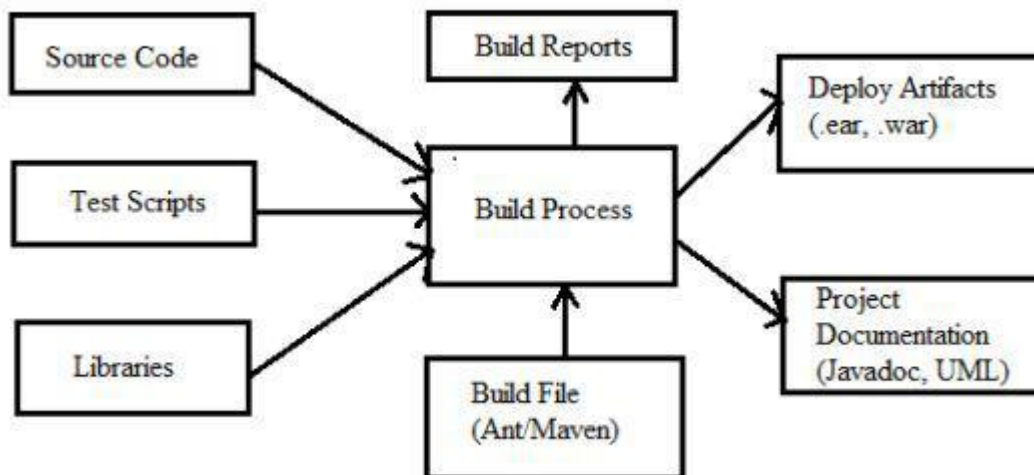 Source Code
Build Reports
Deploy Artifacts
(.ear, .war)
Test Scripts
Build Process
Libraries
Build File
(Ant/Maven)
Project
Documentation
(Javadoc, UML)